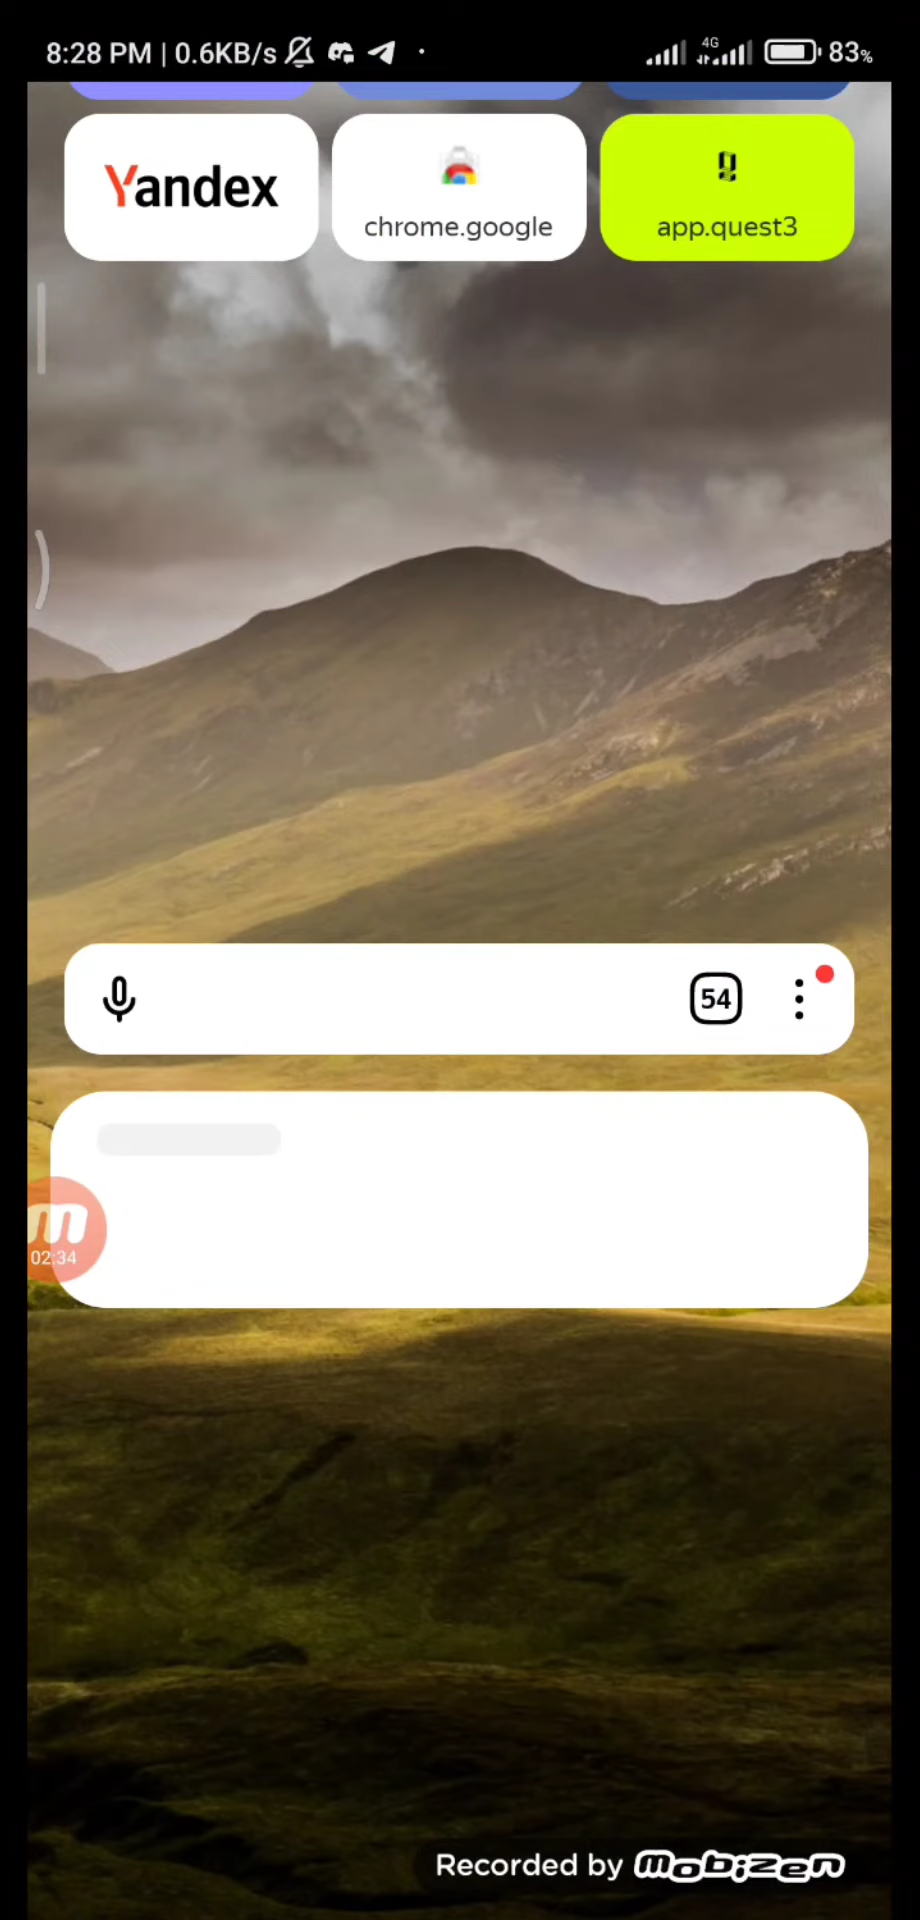 8:28 PM | 0.6KB/s 4G 83%
Yandex
chrome.google
app.quest3
54
m
02:34
Recorded by mobizen